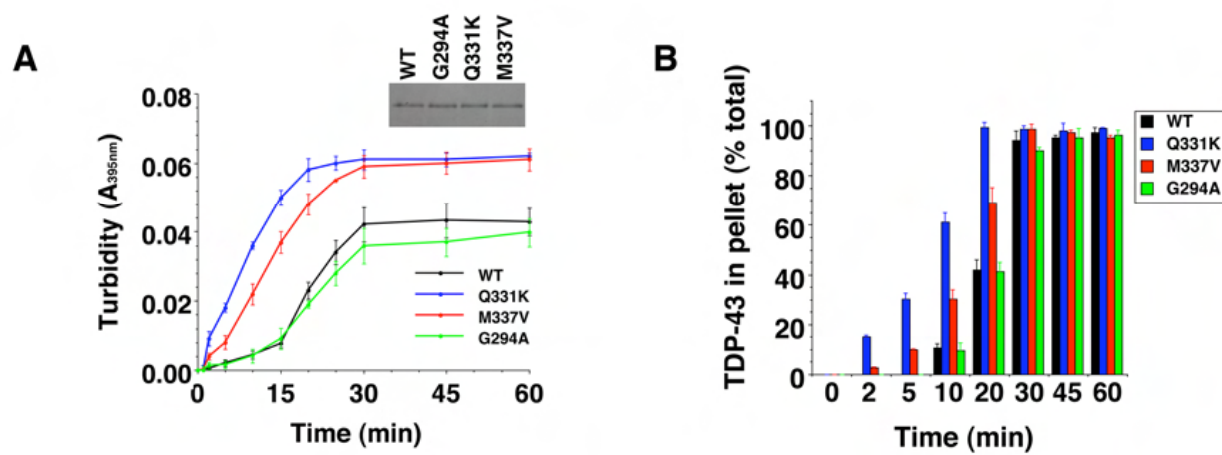 A
WT
G294A
Q331K
M337V
0.08
0.06
0.04
0.02
0.00
Turbidity (A395nm)
0 15 30 45 60
Time (min)
WT
Q331K
M337V
G294A
B
TDP-43 in pellet (% total)
100
80
60
40
20
0
0 2 5 10 20 30 45 60
Time (min)
WT
Q331K
M337V
G294A